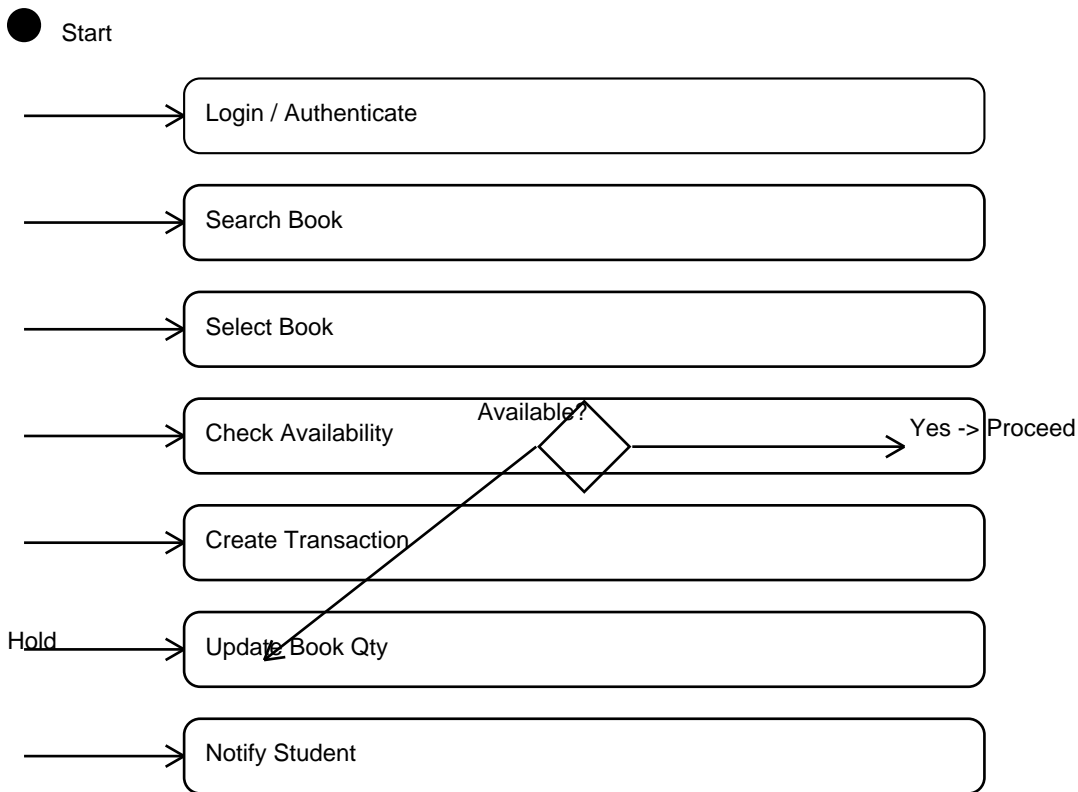 Start
Login / Authenticate
Search Book
Select Book
Available?
Yes -> Proceed
Check Availability
Create Transaction
Hold
Update Book Qty
Notify Student